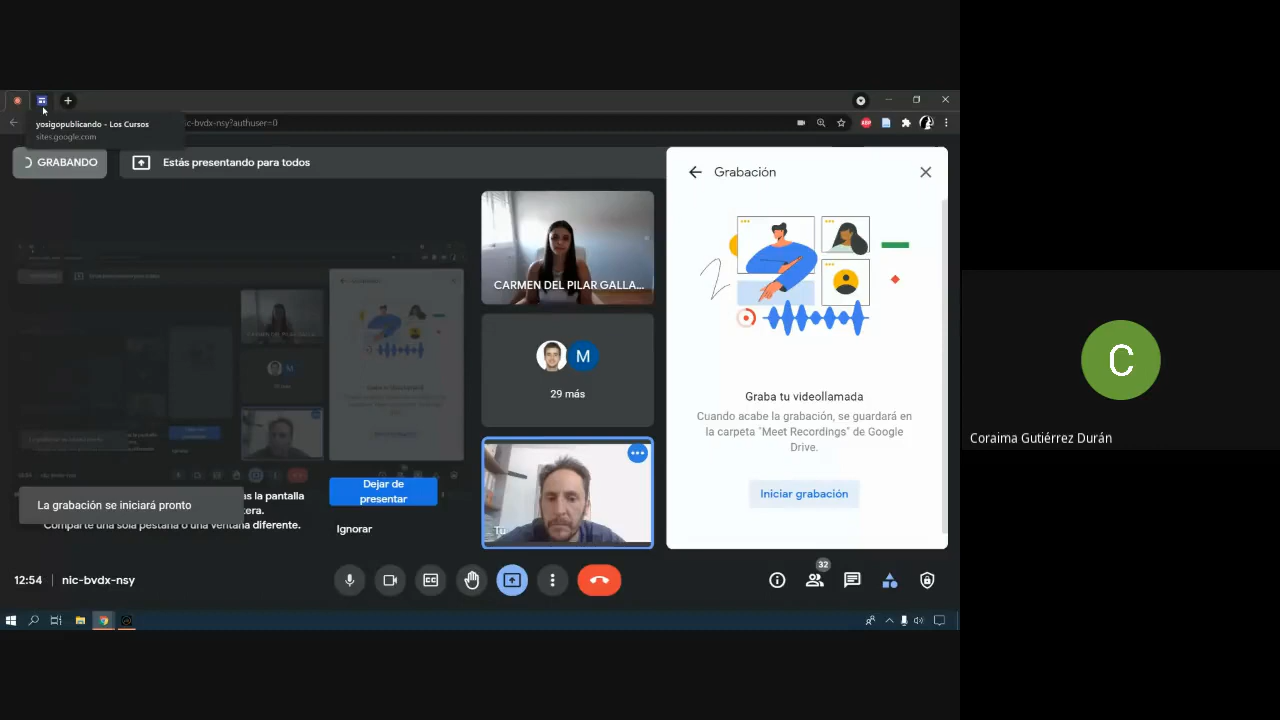 yosigopublicando - Los Cursos
sites.google.com
ic-bvdx-nsy?authuser=0
GRABANDO
Estás presentando para todos
Grabación
CARMEN DEL PILAR GALLA...
M
29 más
Graba tu videollamada
Cuando acabe la grabación, se guardará en
la carpeta "Meet Recordings" de Google
Drive.
Iniciar grabación
Tú
La grabación se iniciará pronto
as la pantalla
tera.
Comparte una sola pestaña o una ventana diferente.
Dejar de
presentar
Ignorar
12:54 | nic-bvdx-nsy
32
C
Coraima Gutiérrez Durán